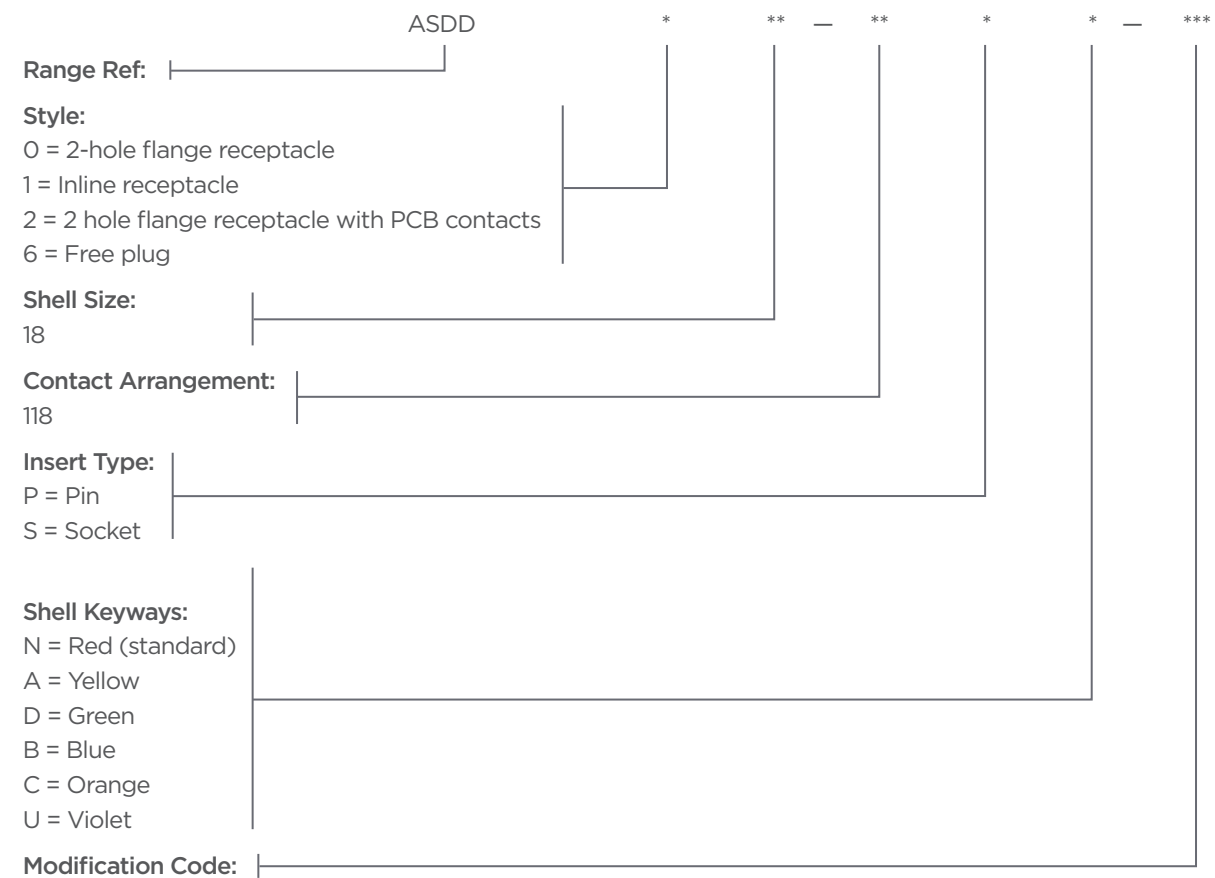 ASDD * ** — ** * * — ***
Range Ref:
Style:
0 = 2-hole flange receptacle
1 = Inline receptacle
2 = 2 hole flange receptacle with PCB contacts
6 = Free plug
Shell Size:
18
Contact Arrangement:
118
Insert Type:
P = Pin
S = Socket
Shell Keyways:
N = Red (standard)
A = Yellow
D = Green
B = Blue
C = Orange
U = Violet
Modification Code: